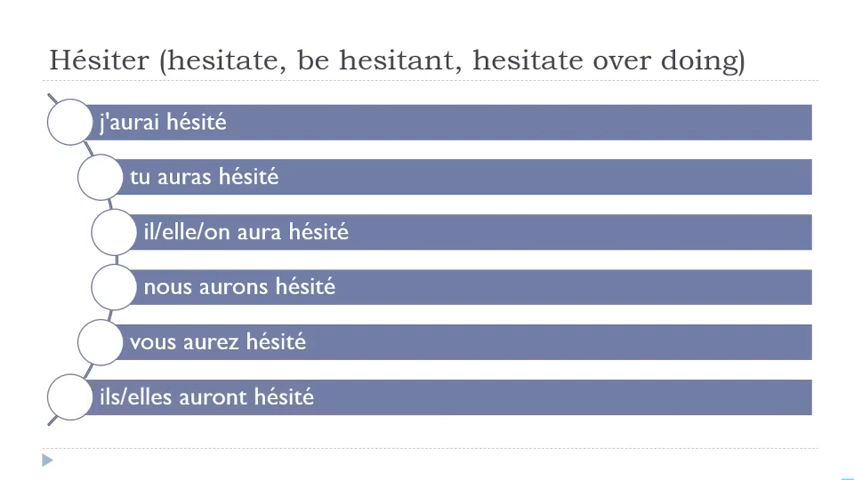 Hésiter (hesitate, be hesitant, hesitate over doing)
j'aurai hésité
tu auras hésité
il/elle/on aura hésité
nous aurons hésité
vous aurez hésité
ils/elles auront hésité